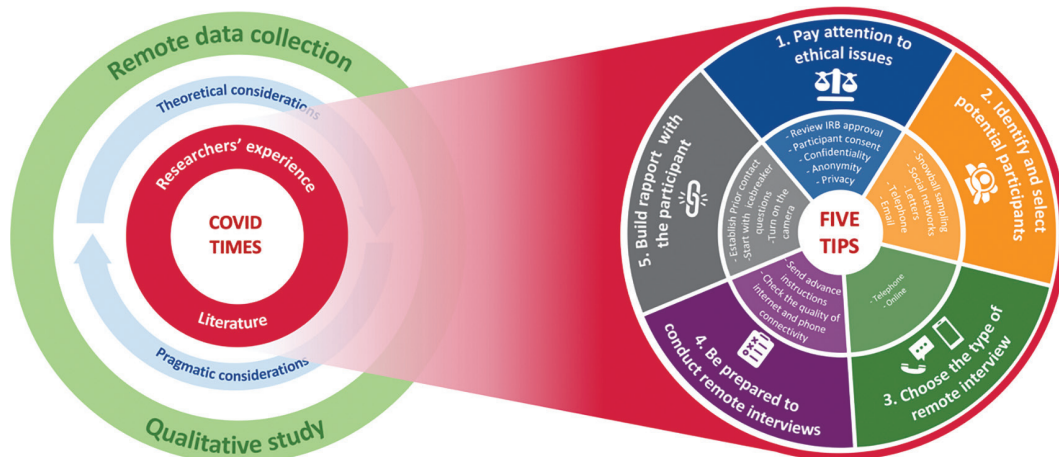 Remote data collection
Theoretical considerations
Researchers' experience
COVID
TIMES
Literature
Pragmatic considerations
Qualitative study
FIVE
TIPS
1. Pay attention to
ethical issues
- Review IRB approval
- Participant consent
- Confidentiality
- Anonymity
- Privacy
2. Identify and select
potential participants
- Snowball sampling
- Social networks
- Letters
- Telephone
- Email
3. Choose the type of
remote interview
- Telephone
- Online
4. Be prepared to
conduct remote interviews
- Send advance
instructions
- Check the quality of
internet and phone
connectivity
5. Build rapport with
the participant
- Establish Prior contact
-Start with icebreaker
questions
-Turn on the
camera